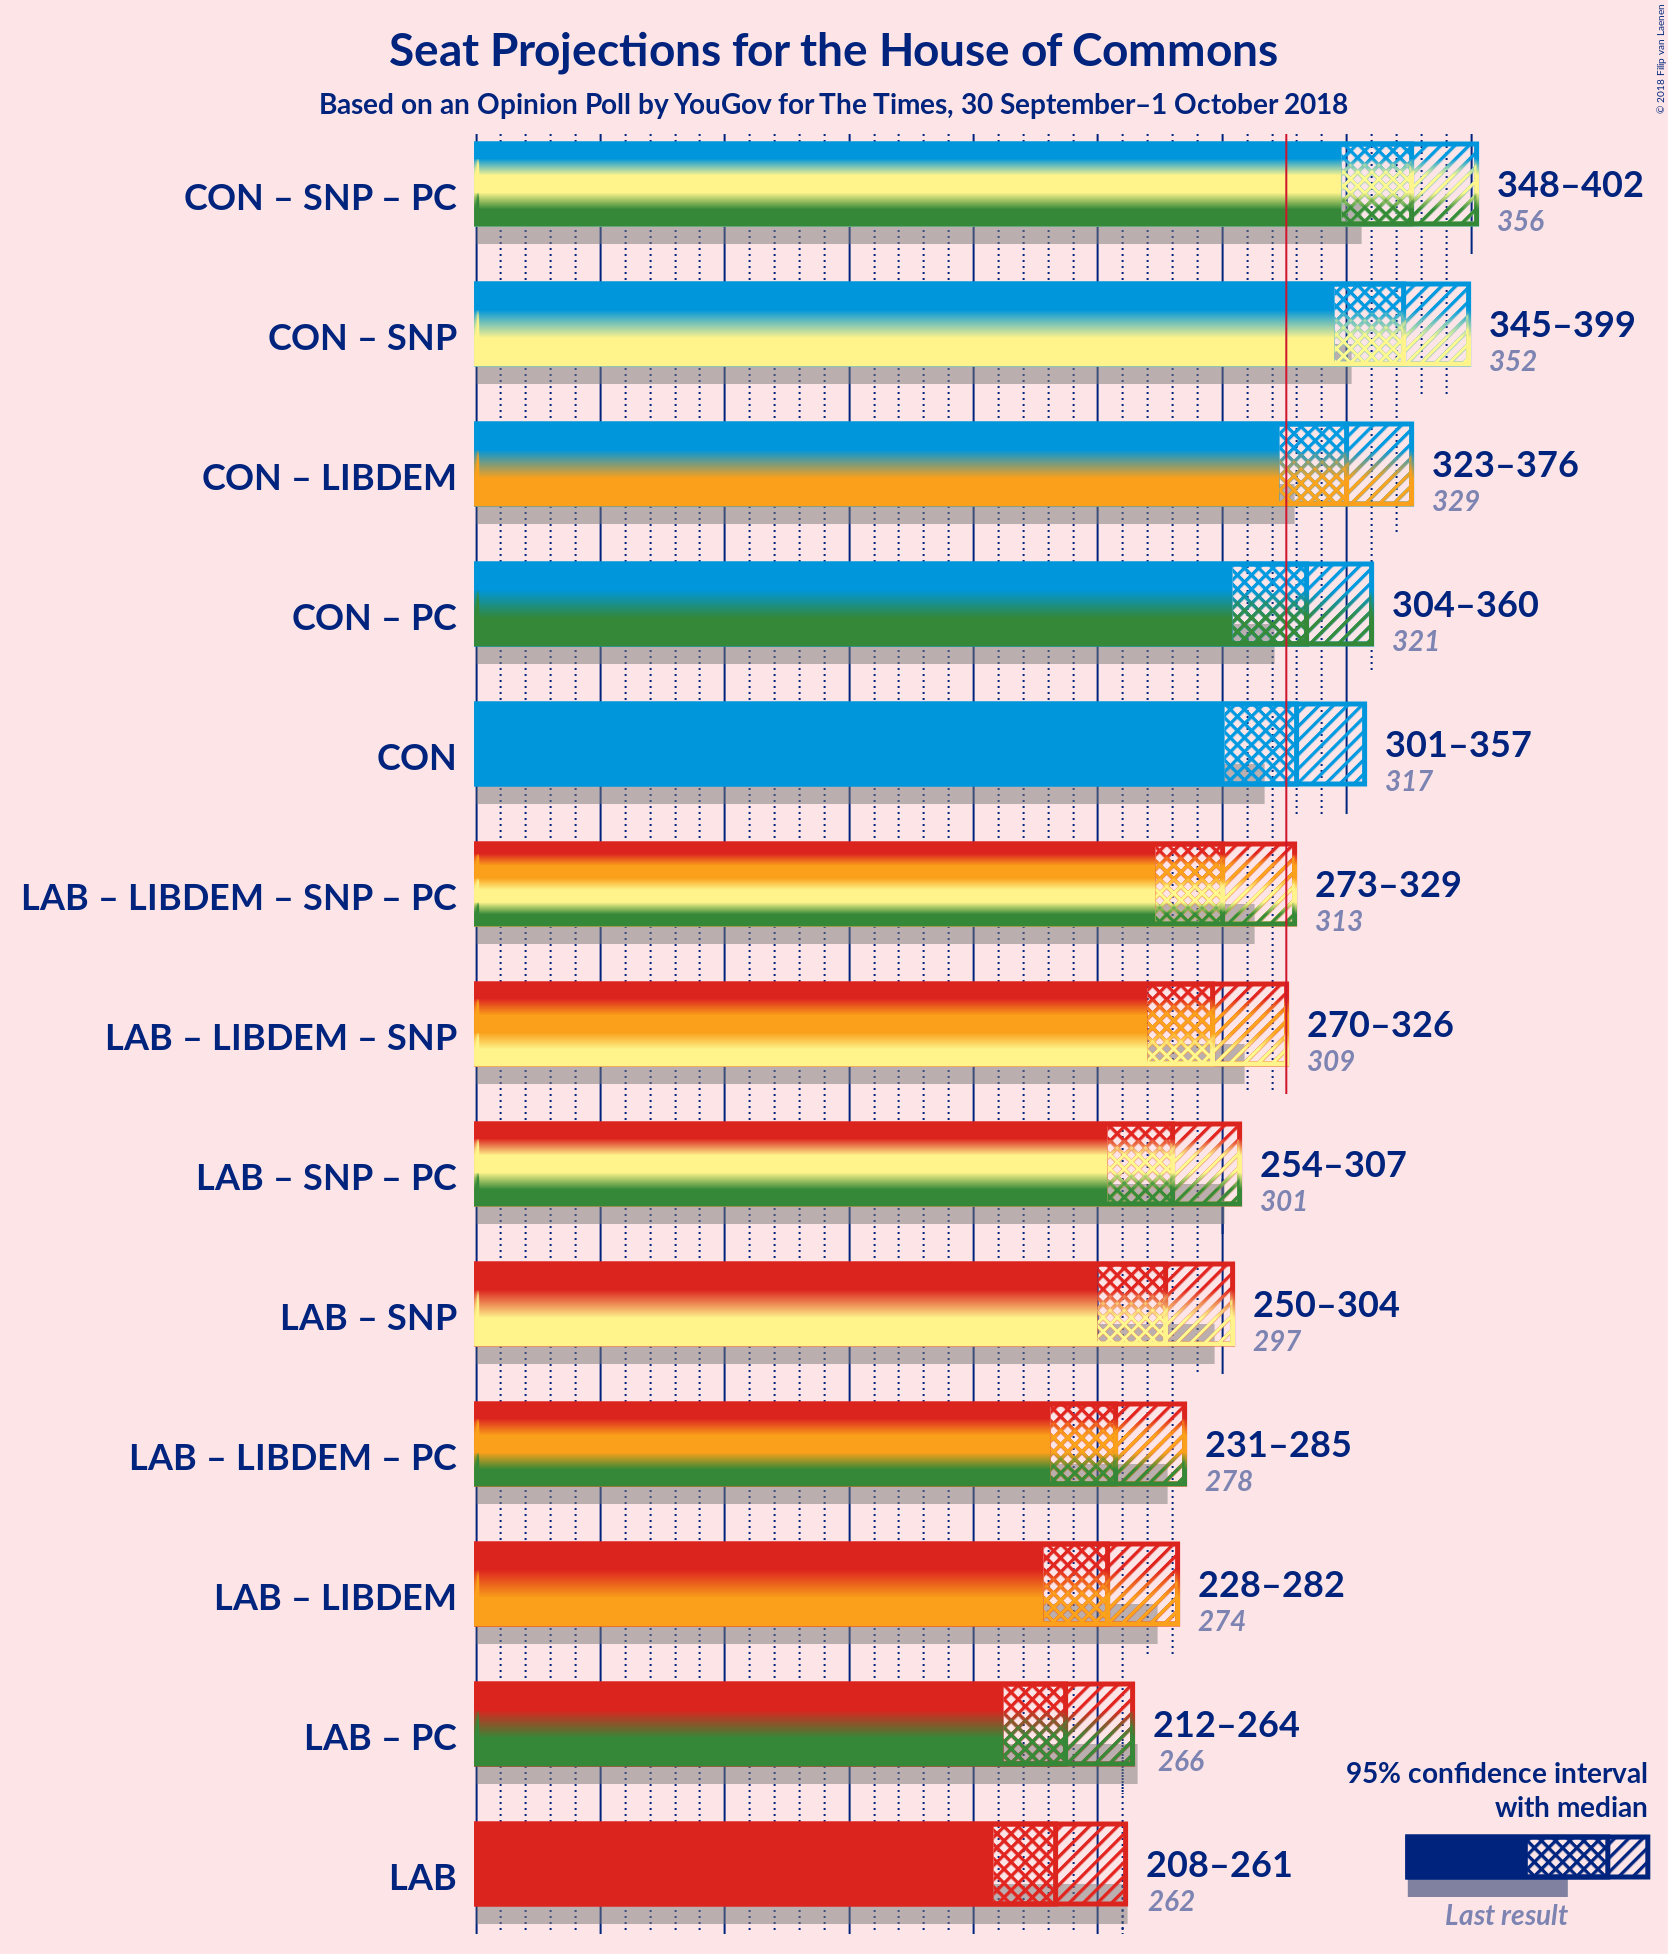 Seat Projections for the House of Commons
Based on an Opinion Poll by YouGov for The Times, 30 September–1 October 2018
© 2018 Filip van Laenen
CON – SNP – PC
348–402
356
CON – SNP
345–399
352
CON – LIBDEM
323–376
329
CON – PC
304–360
321
CON
301–357
317
LAB – LIBDEM – SNP – PC
273–329
313
LAB – LIBDEM – SNP
270–326
309
LAB – SNP – PC
254–307
301
LAB – SNP
250–304
297
LAB – LIBDEM – PC
231–285
278
LAB – LIBDEM
228–282
274
LAB – PC
212–264
266
LAB
208–261
262
95% confidence interval
with median
Last result